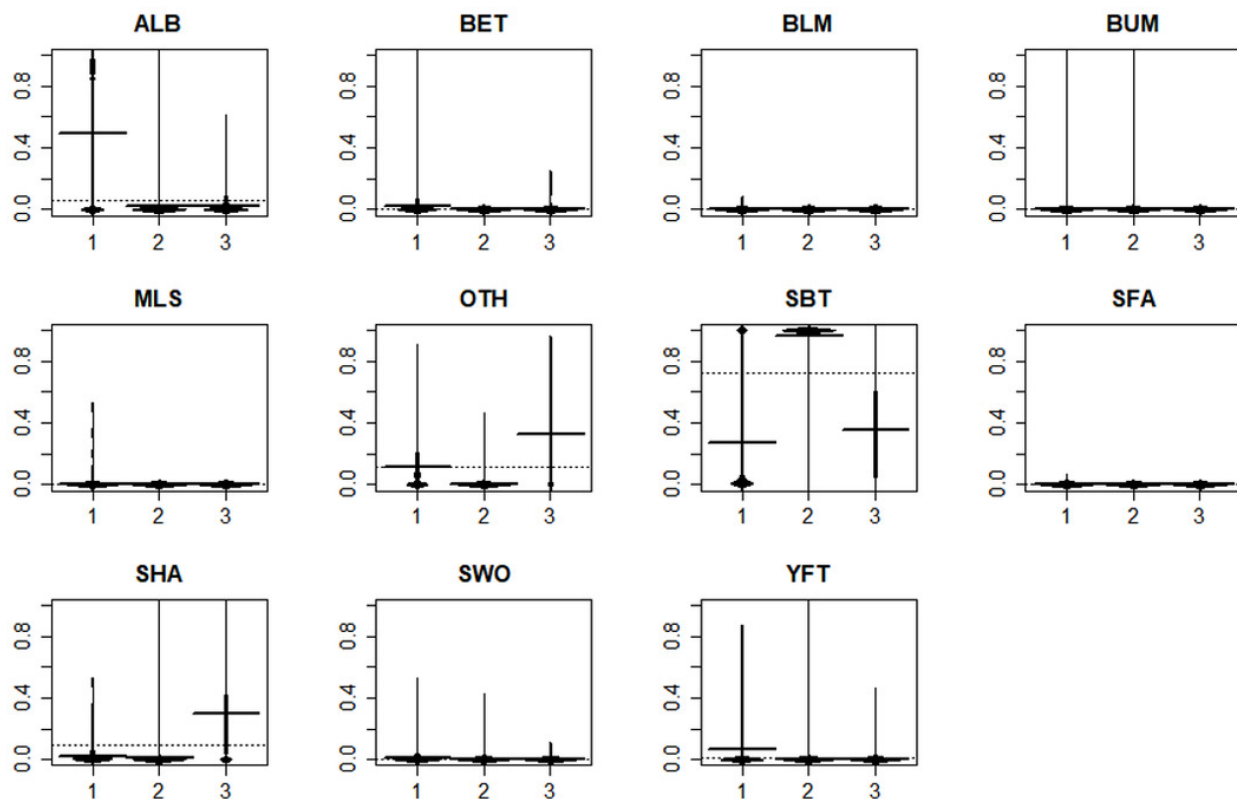 ALB BET BLM BUM
0.8 0.8 0.8 0.8
0.4 0.4 0.4 0.4
0.0 0.0 0.0 0.0
1 2 3 1 2 3 1 2 3 1 2 3
MLS OTH SBT SFA
0.8 0.8 0.8 0.8
0.4 0.4 0.4 0.4
0.0 0.0 0.0 0.0
1 2 3 1 2 3 1 2 3 1 2 3
SHA SWO YFT
0.8 0.8 0.8
0.4 0.4 0.4
0.0 0.0 0.0
1 2 3 1 2 3 1 2 3